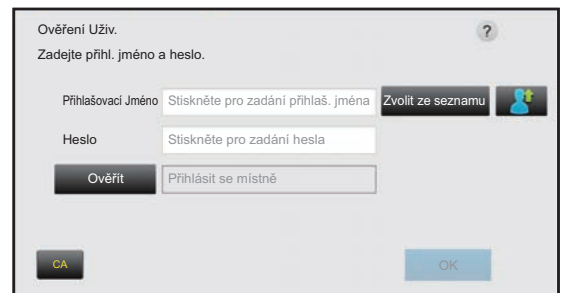 Ověření Uživ.
?
Zadejte přihl. jméno a heslo.
Přihlašovací Jméno Stiskněte pro zadání přihlaš. jména Zvolit ze seznamu
Heslo Stiskněte pro zadání hesla
Ověřít Přihlásit se místně
CA OK